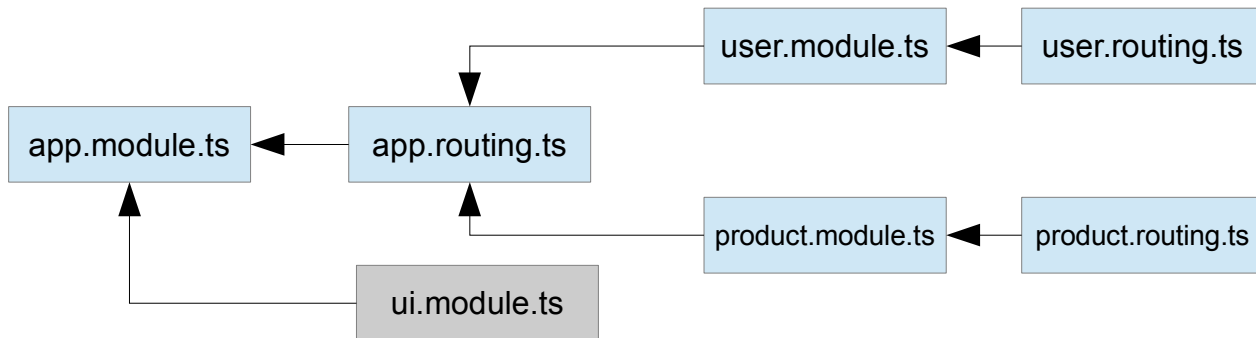 user.module.ts
user.routing.ts
app.module.ts
app.routing.ts
product.module.ts
product.routing.ts
ui.module.ts